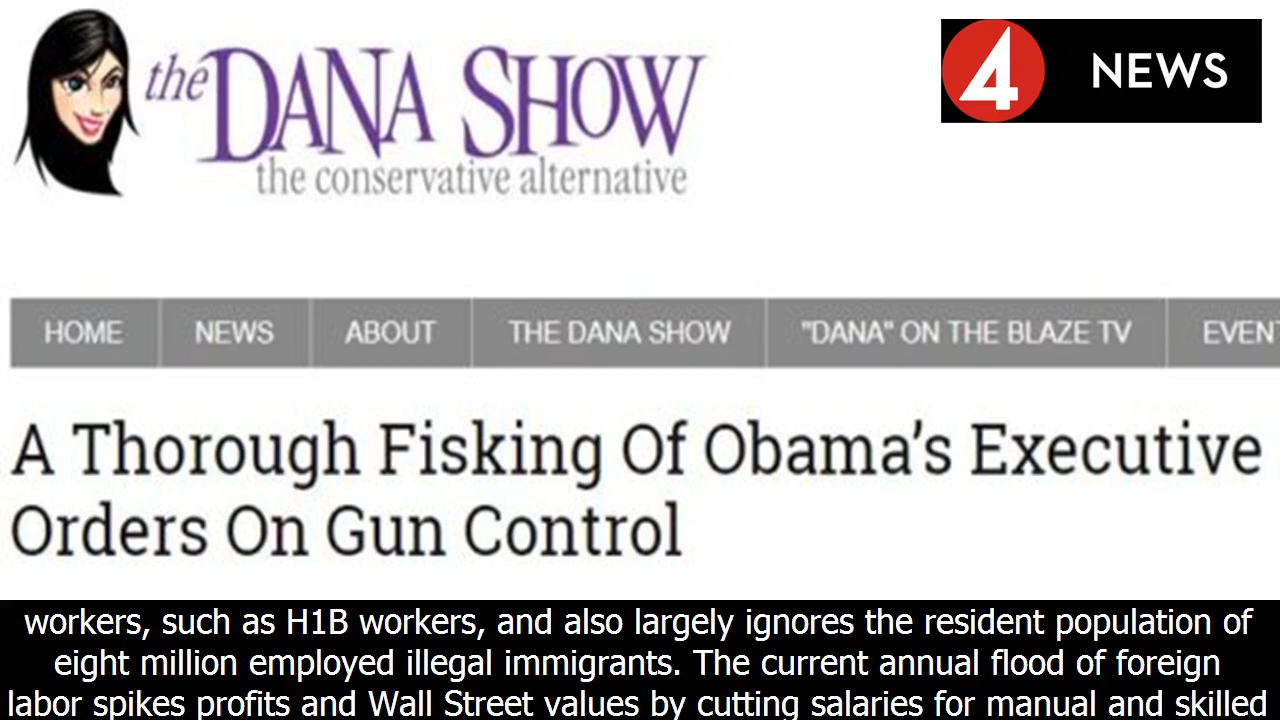 the DANA SHOW
the conservative alternative
4 NEWS
HOME NEWS ABOUT THE DANA SHOW "DANA" ON THE BLAZE TV EVENT
A Thorough Fisking Of Obama's Executive
Orders On Gun Control
workers, such as H1B workers, and also largely ignores the resident population of
eight million employed illegal immigrants. The current annual flood of foreign
labor spikes profits and Wall Street values by cutting salaries for manual and skilled